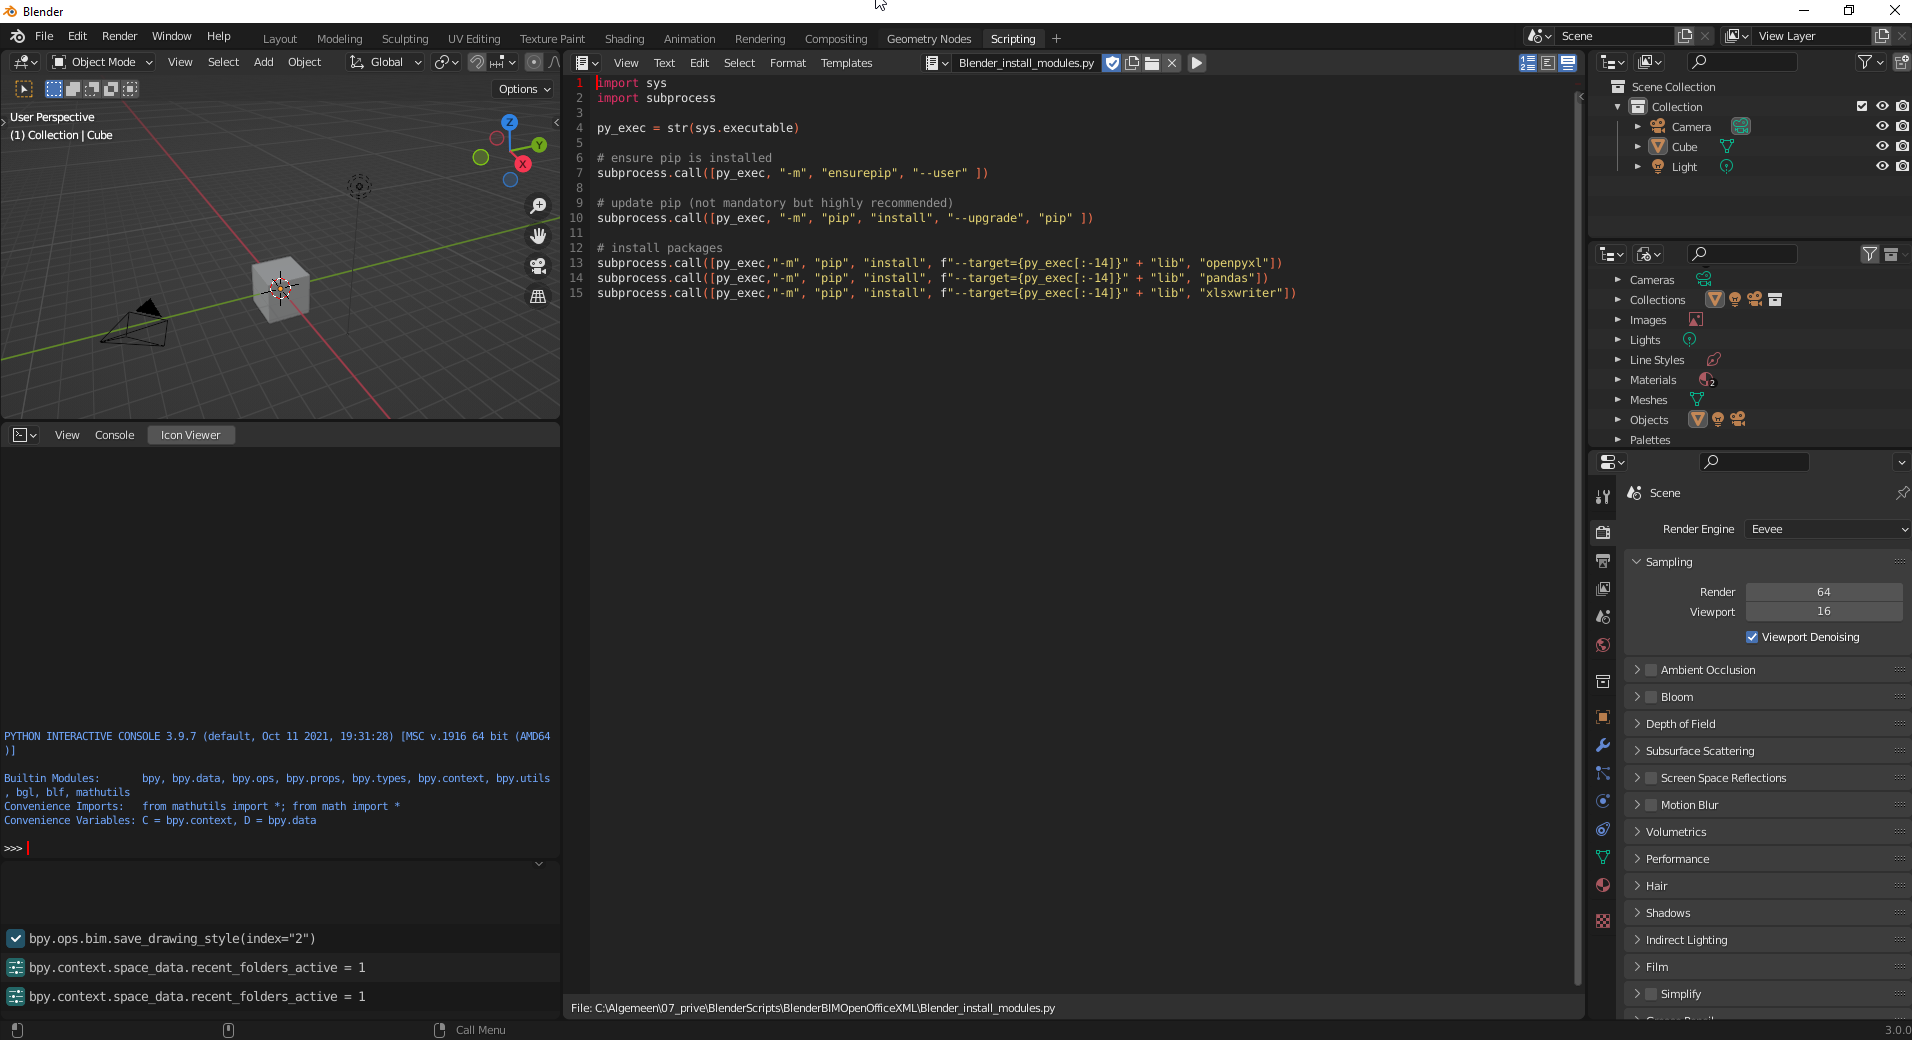 Blender
File Edit Render Window Help
Layout Modeling Sculpting UV Editing Texture Paint Shading Animation Rendering Compositing Geometry Nodes Scripting +
Scene
View Layer
Object Mode View Select Add Object Global
Options
User Perspective
(1) Collection | Cube
Z
Y
X
View Text Edit Select Format Templates Blender_install_modules.py
1 import sys
2 import subprocess
3
4 py_exec = str(sys.executable)
5
6 # ensure pip is installed
7 subprocess.call([py_exec, "-m", "ensurepip", "--user" ])
8
9 # update pip (not mandatory but highly recommended)
10 subprocess.call([py_exec, "-m", "pip", "install", "--upgrade", "pip" ])
11
12 # install packages
13 subprocess.call([py_exec,"-m", "pip", "install", f"--target={py_exec[:-14]}" + "lib", "openpyxl"])
14 subprocess.call([py_exec,"-m", "pip", "install", f"--target={py_exec[:-14]}" + "lib", "pandas"])
15 subprocess.call([py_exec,"-m", "pip", "install", f"--target={py_exec[:-14]}" + "lib", "xlsxwriter"])
File: C:\Algemeen\07_prive\BlenderScripts\BlenderBIMOpenOfficeXML\Blender_install_modules.py
View Console Icon Viewer
PYTHON INTERACTIVE CONSOLE 3.9.7 (default, Oct 11 2021, 19:31:28) [MSC v.1916 64 bit (AMD64
)]
Builtin Modules: bpy, bpy.data, bpy.ops, bpy.props, bpy.types, bpy.context, bpy.utils
, bgl, blf, mathutils
Convenience Imports: from mathutils import *; from math import *
Convenience Variables: C = bpy.context, D = bpy.data
>>>
bpy.ops.bim.save_drawing_style(index="2")
bpy.context.space_data.recent_folders_active = 1
bpy.context.space_data.recent_folders_active = 1
Call Menu
Scene Collection
Collection
Camera
Cube
Light
Cameras
Collections
Images
Lights
Line Styles
Materials 2
Meshes
Objects
Palettes
Scene
Render Engine Eevee
Sampling
Render 64
Viewport 16
Viewport Denoising
Ambient Occlusion
Bloom
Depth of Field
Subsurface Scattering
Screen Space Reflections
Motion Blur
Volumetrics
Performance
Hair
Shadows
Indirect Lighting
Film
Simplify
3.0.0